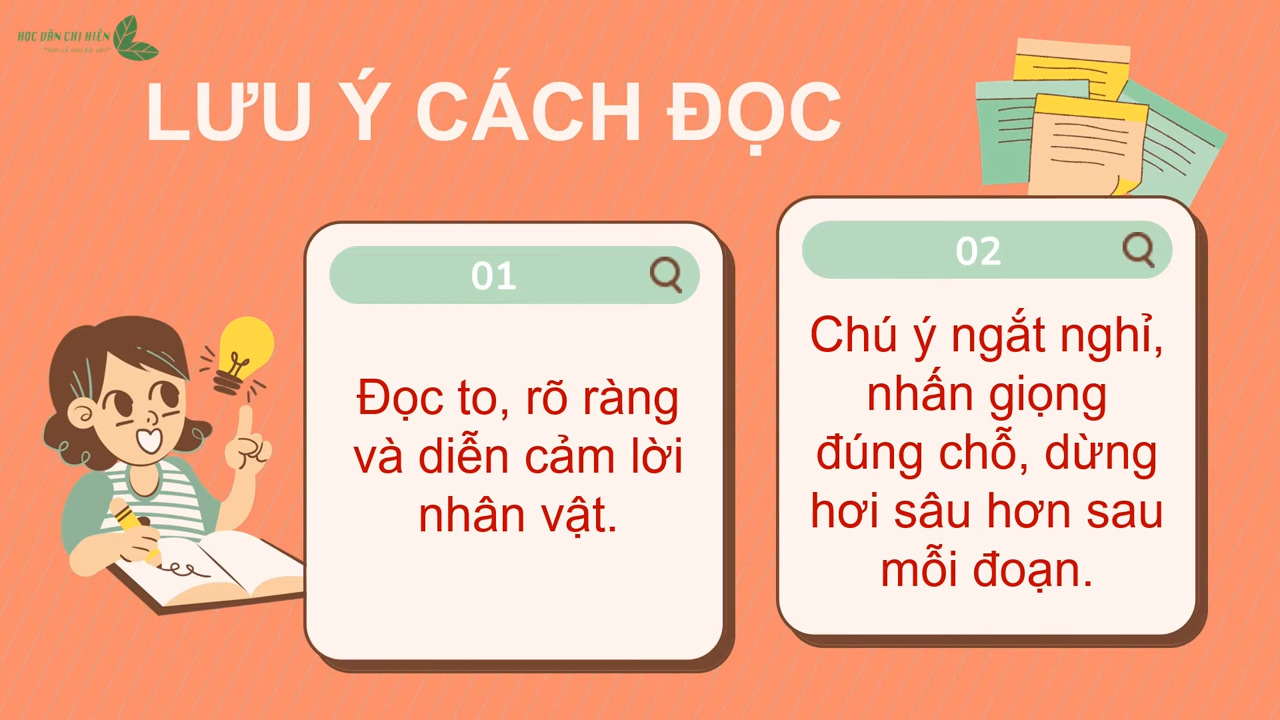 HỌC VĂN CHỊ HIÊN
LƯU Ý CÁCH ĐỌC
01
Đọc to, rõ ràng
và diễn cảm lời
nhân vật.
02
Chú ý ngắt nghỉ,
nhấn giọng
đúng chỗ, dừng
hơi sâu hơn sau
mỗi đoạn.